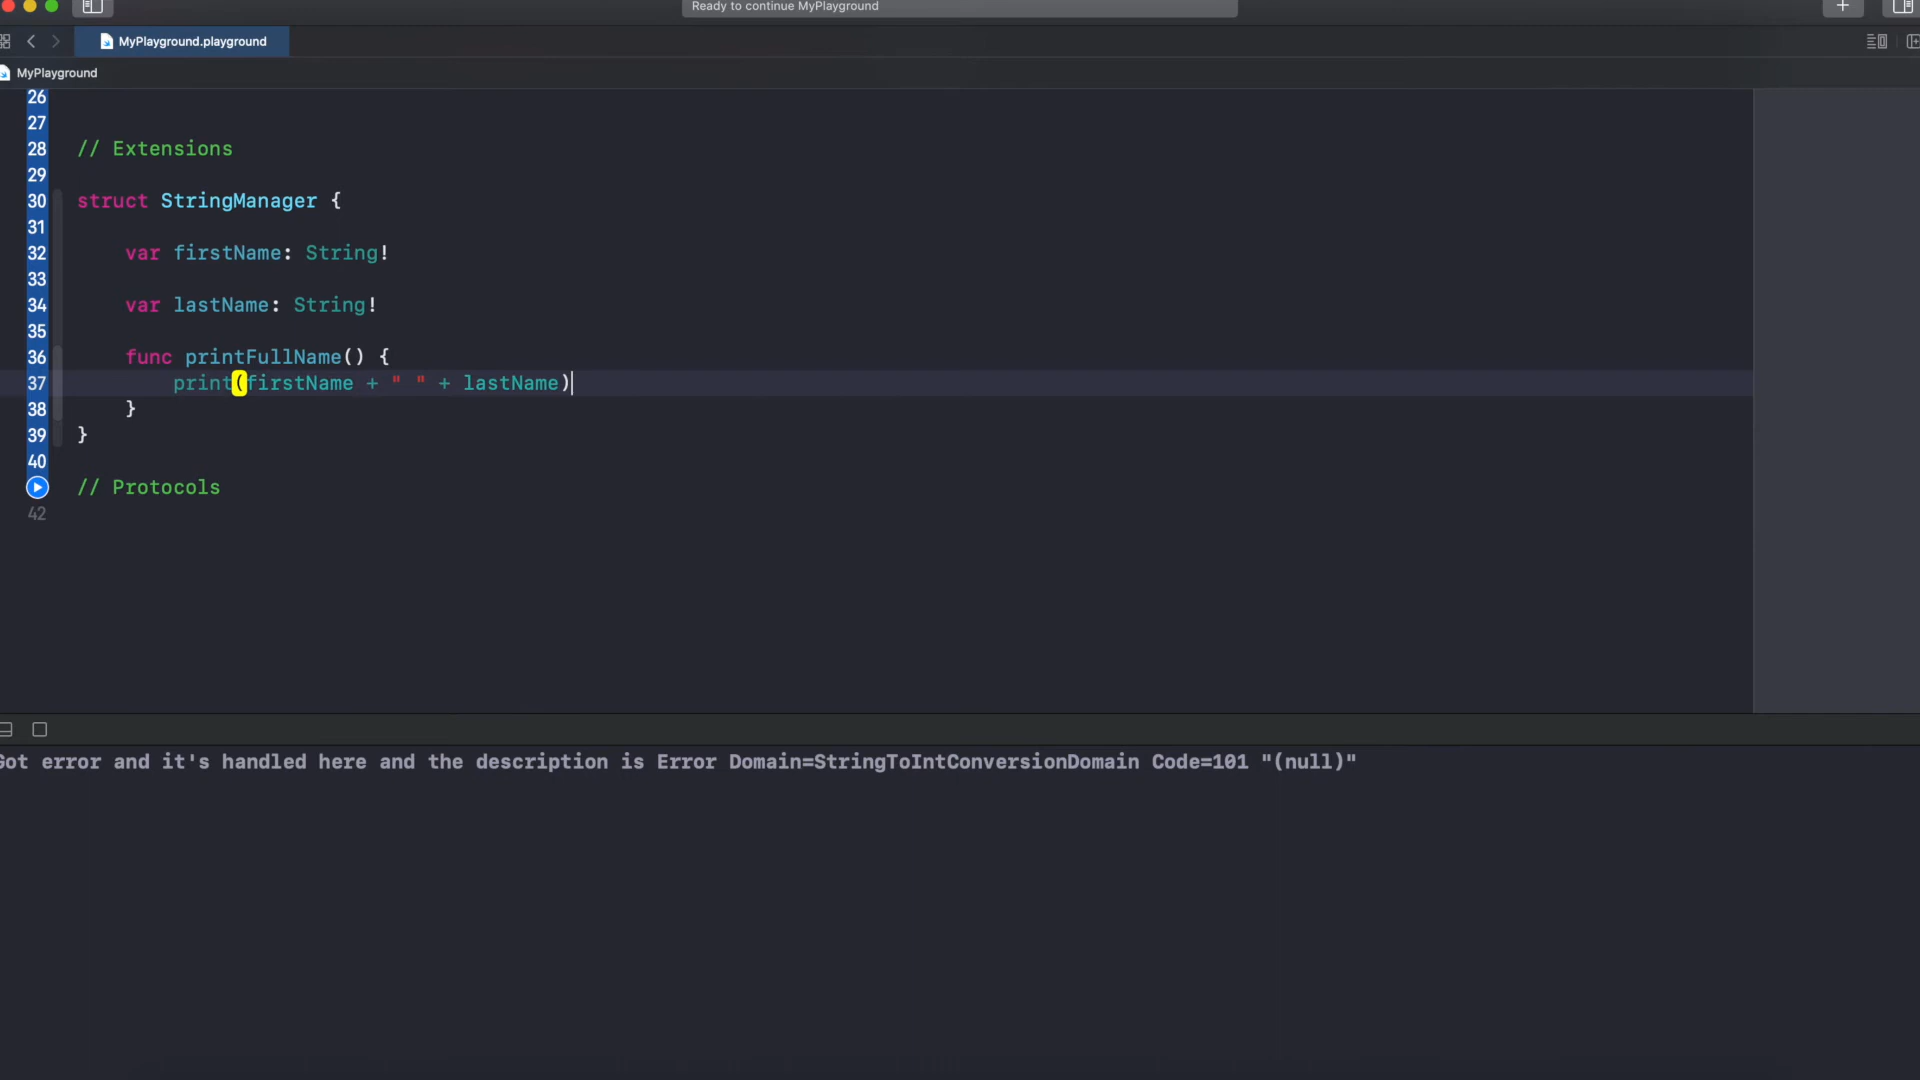 Ready to continue MyPlayground
MyPlayground.playground
MyPlayground
26
27
28 // Extensions
29
30 struct StringManager {
31
32 var firstName: String!
33
34 var lastName: String!
35
36 func printFullName() {
37 print(firstName + " " + lastName)
38 }
39 }
40
// Protocols
42
Got error and it's handled here and the description is Error Domain=StringToIntConversionDomain Code=101 "(null)"